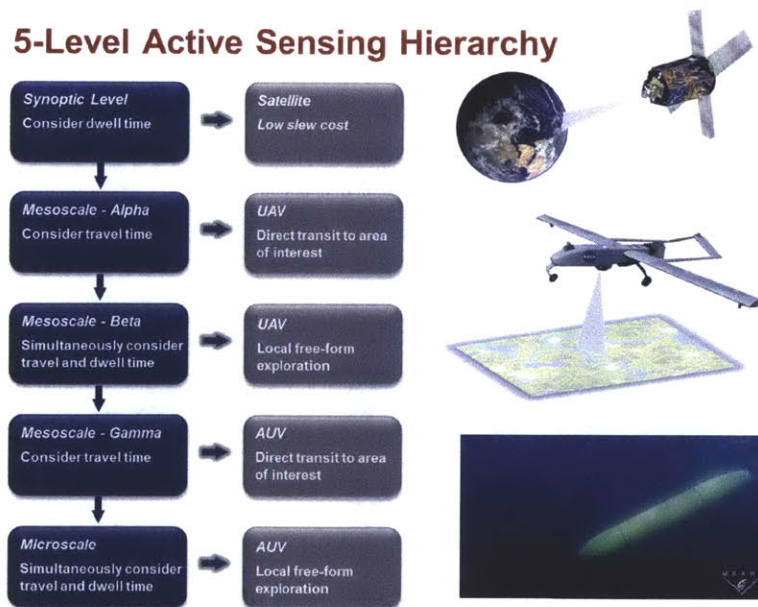 5-Level Active Sensing Hierarchy
Synoptic Level
Consider dwell time
Satellite
Low slew cost
Mesoscale - Alpha
Consider travel time
UAV
Direct transit to area
of interest
Mesoscale - Beta
Simultaneously consider
travel and dwell time
UAV
Local free-form
exploration
Mesoscale - Gamma
Consider travel time
AUV
Direct transit to area
of interest
Microscale
Simultaneously consider
travel and dwell time
AUV
Local free-form
exploration